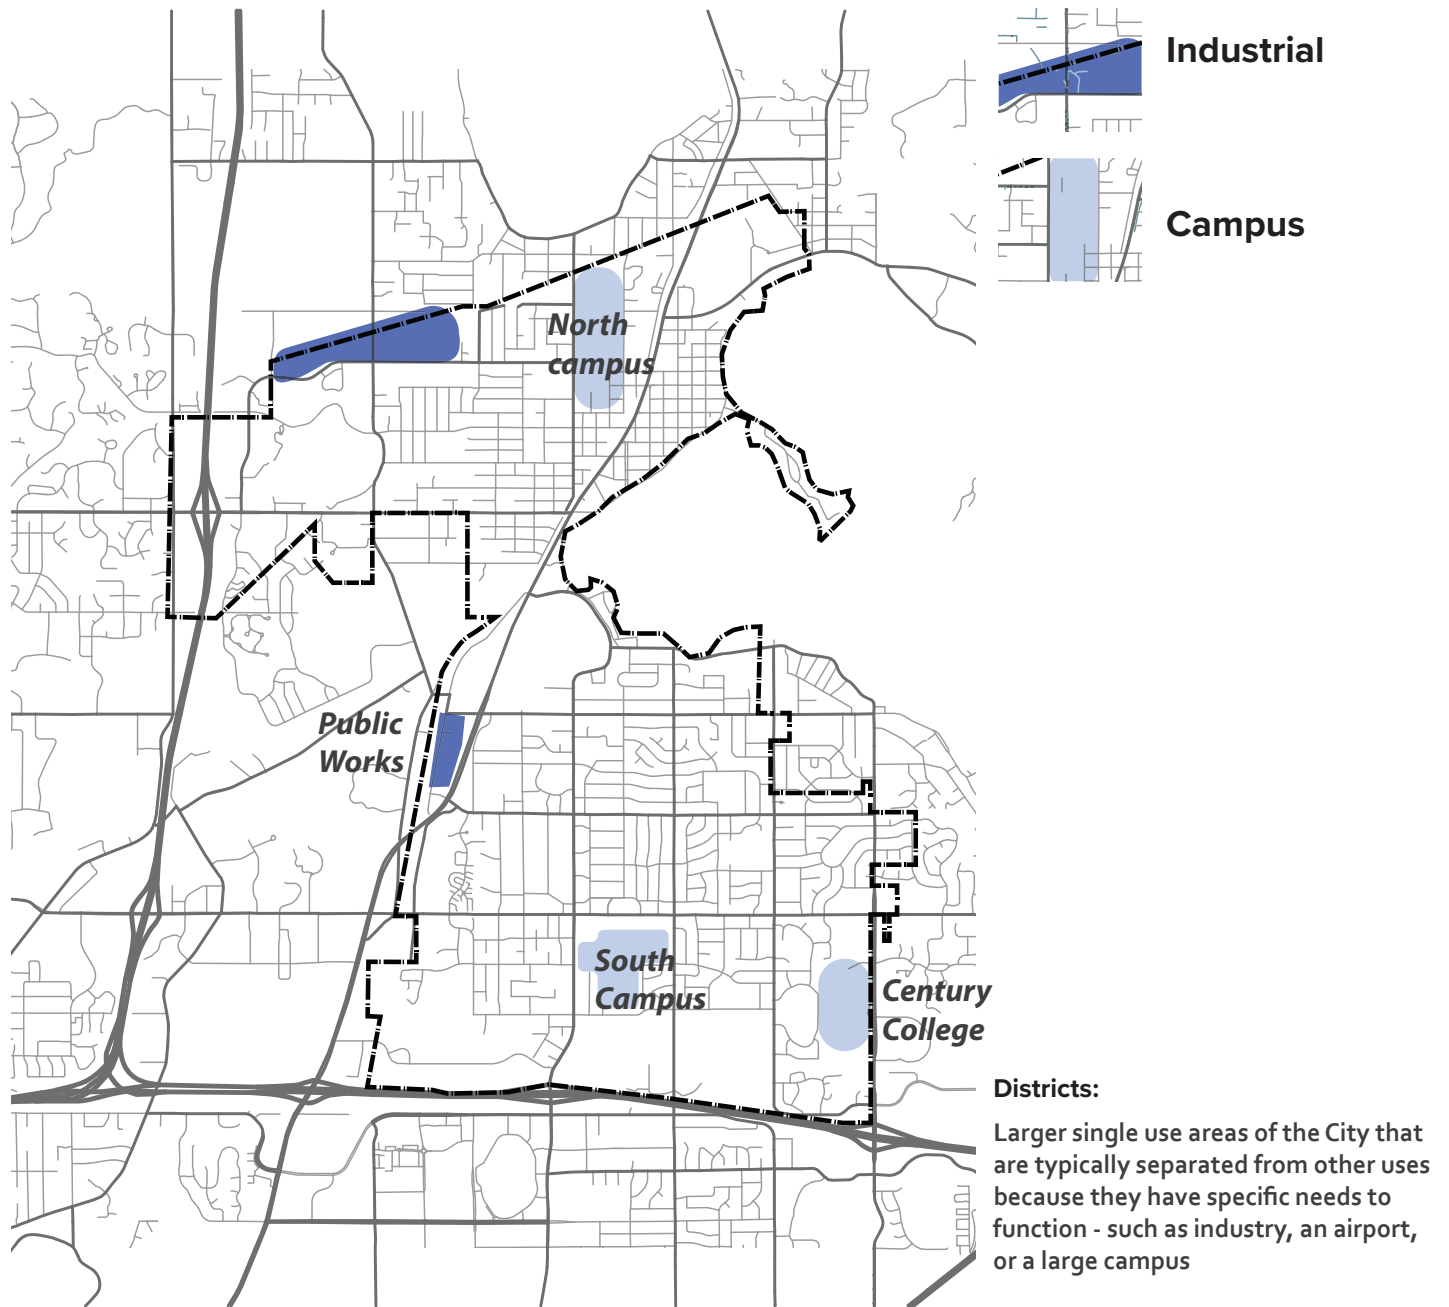 Industrial
Campus
North
campus
Public
Works
South
Campus
Century
College
Districts:
Larger single use areas of the City that
are typically separated from other uses
because they have specific needs to
function - such as industry, an airport,
or a large campus